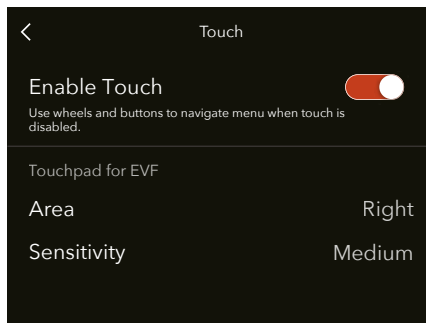 Touch
Enable Touch
Use wheels and buttons to navigate menu when touch is
disabled.
Touchpad for EVF
Area Right
Sensitivity Medium